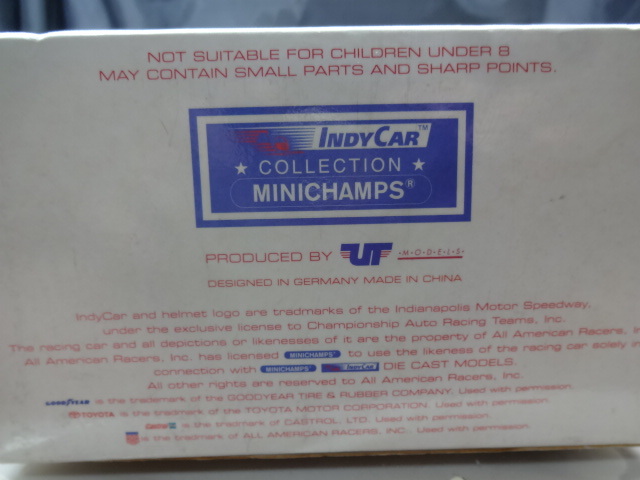 NOT SUITABLE FOR CHILDREN UNDER 8
MAY CONTAIN SMALL PARTS AND SHARP POINTS.
INDYCAR™
★ COLLECTION ★
MINICHAMPS®
PRODUCED BY UT MODELS
DESIGNED IN GERMANY MADE IN CHINA
IndyCar and helmet logo are tradmarks of the Indianapolis Motor Speedway,
under the exclusive license to Championship Auto Racing Teams, Inc.
The racing car and all depictions or likenesses of it are the property of All American Racers,
All American Racers, Inc. has licensed MINICHAMPS® to use the likeness of the racing car solely in
connection with MINICHAMPS® INDYCAR DIE CAST MODELS.
All other rights are reserved to All American Racers, Inc.
GOODYEAR is the trademark of the GOODYEAR TIRE & RUBBER COMPANY. Used with permission.
TOYOTA is the trademark of the TOYOTA MOTOR CORPORATION. Used with permission.
Castrol is the trademark of CASTROL LTD. Used with permission.
is the trademark of ALL AMERICAN RACERS, INC. Used with permission.